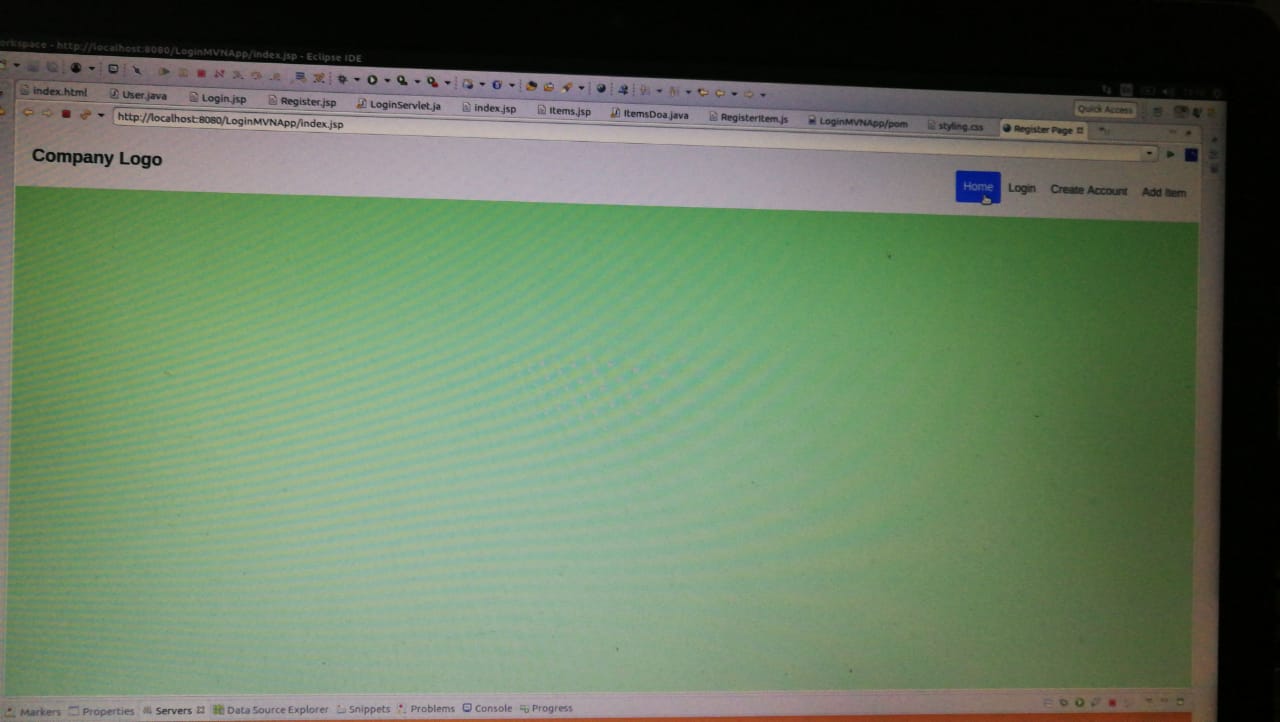 orkspace - http://localhost:8080/LoginMVNApp/index.jsp - Eclipse IDE
Quick Access
index.html User.java Login.jsp Register.jsp LoginServlet.ja index.jsp Items.jsp ItemsDoa.java RegisterItem.js LoginMVNApp/pom styling.css Register Page
http://localhost:8080/LoginMVNApp/index.jsp
Company Logo
Home Login Create Account Add Item
Markers Properties Servers Data Source Explorer Snippets Problems Console Progress